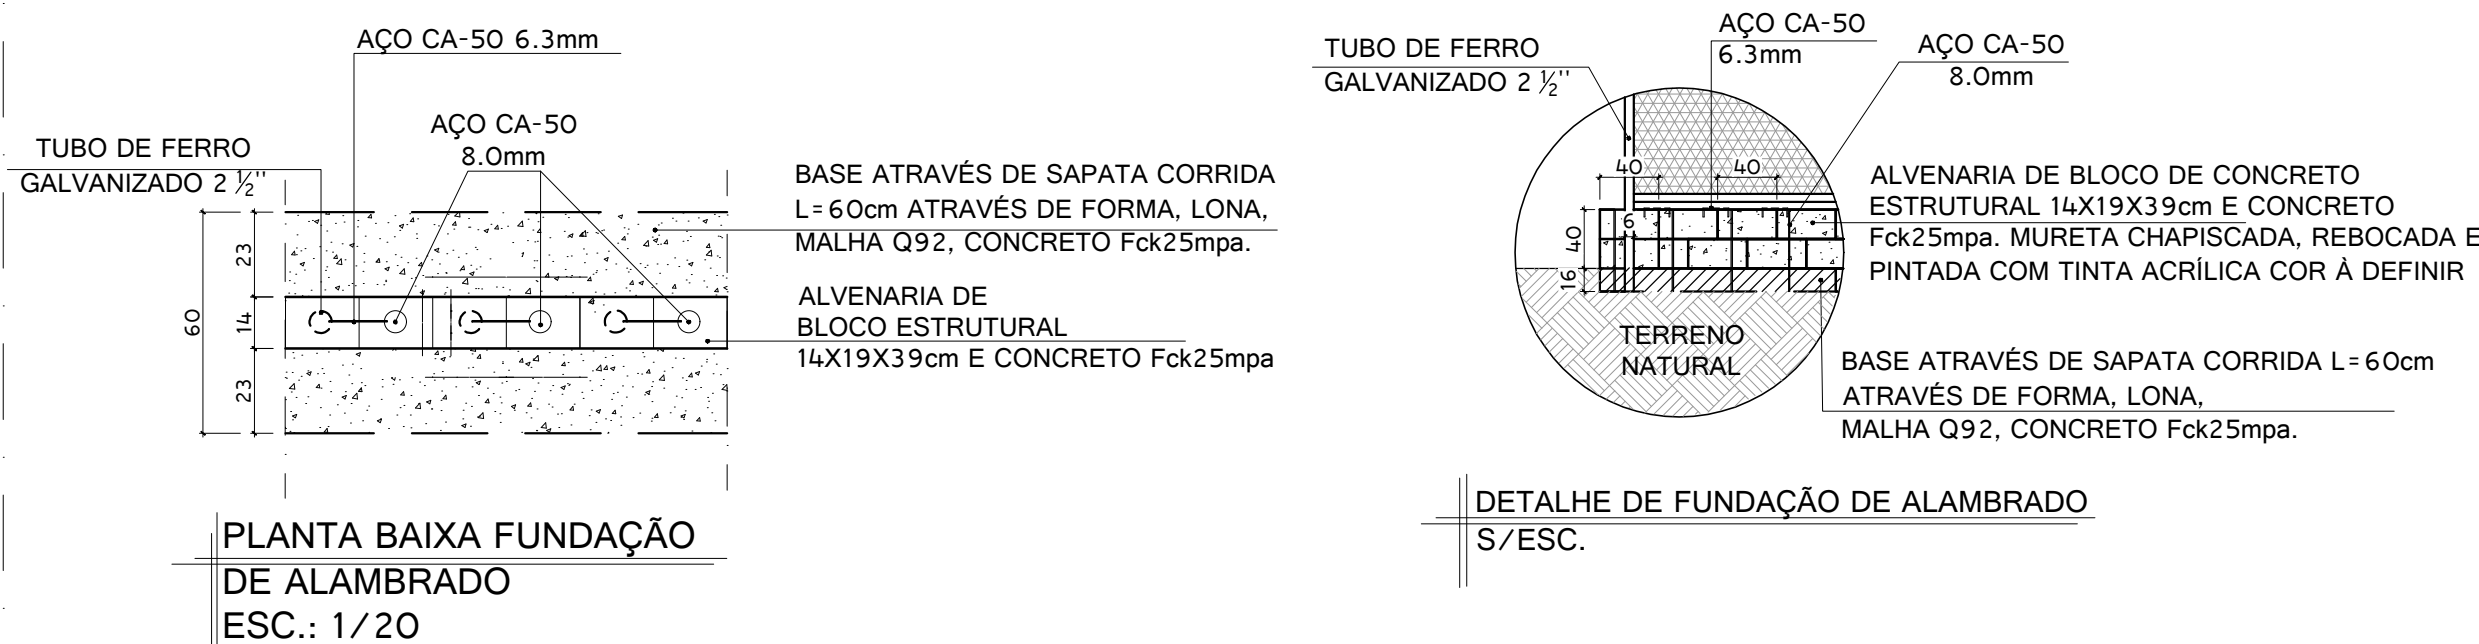 AÇO CA-50 6.3mm
AÇO CA-50
8.0mm
TUBO DE FERRO
GALVANIZADO 2 ½''
BASE ATRAVÉS DE SAPATA CORRIDA
L=60cm ATRAVÉS DE FORMA, LONA,
MALHA Q92, CONCRETO Fck25mpa.
ALVENARIA DE
BLOCO ESTRUTURAL
14X19X39cm E CONCRETO Fck25mpa
60
23
14
23
PLANTA BAIXA FUNDAÇÃO
DE ALAMBRADO
ESC.: 1/20
TUBO DE FERRO
GALVANIZADO 2 ½''
AÇO CA-50
6.3mm
AÇO CA-50
8.0mm
40
40
6
40
16
ALVENARIA DE BLOCO DE CONCRETO
ESTRUTURAL 14X19X39cm E CONCRETO
Fck25mpa. MURETA CHAPISCADA, REBOCADA E
PINTADA COM TINTA ACRÍLICA COR À DEFINIR
TERRENO
NATURAL
BASE ATRAVÉS DE SAPATA CORRIDA L=60cm
ATRAVÉS DE FORMA, LONA,
MALHA Q92, CONCRETO Fck25mpa.
DETALHE DE FUNDAÇÃO DE ALAMBRADO
S/ESC.